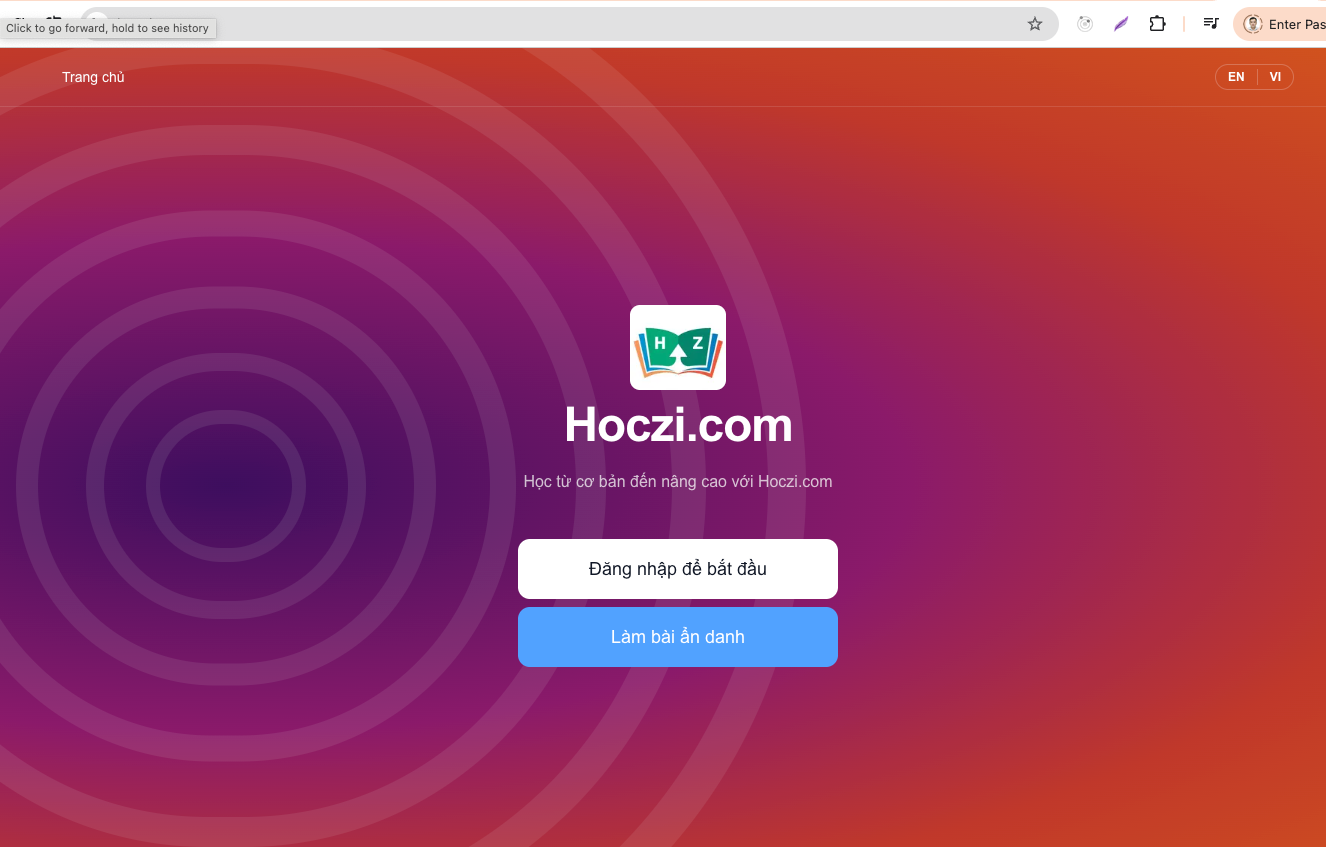 Click to go forward, hold to see history
Enter Pas
Trang chủ
EN
VI
H Z
Hoczi.com
Học từ cơ bản đến nâng cao với Hoczi.com
Đăng nhập để bắt đầu
Làm bài ẩn danh